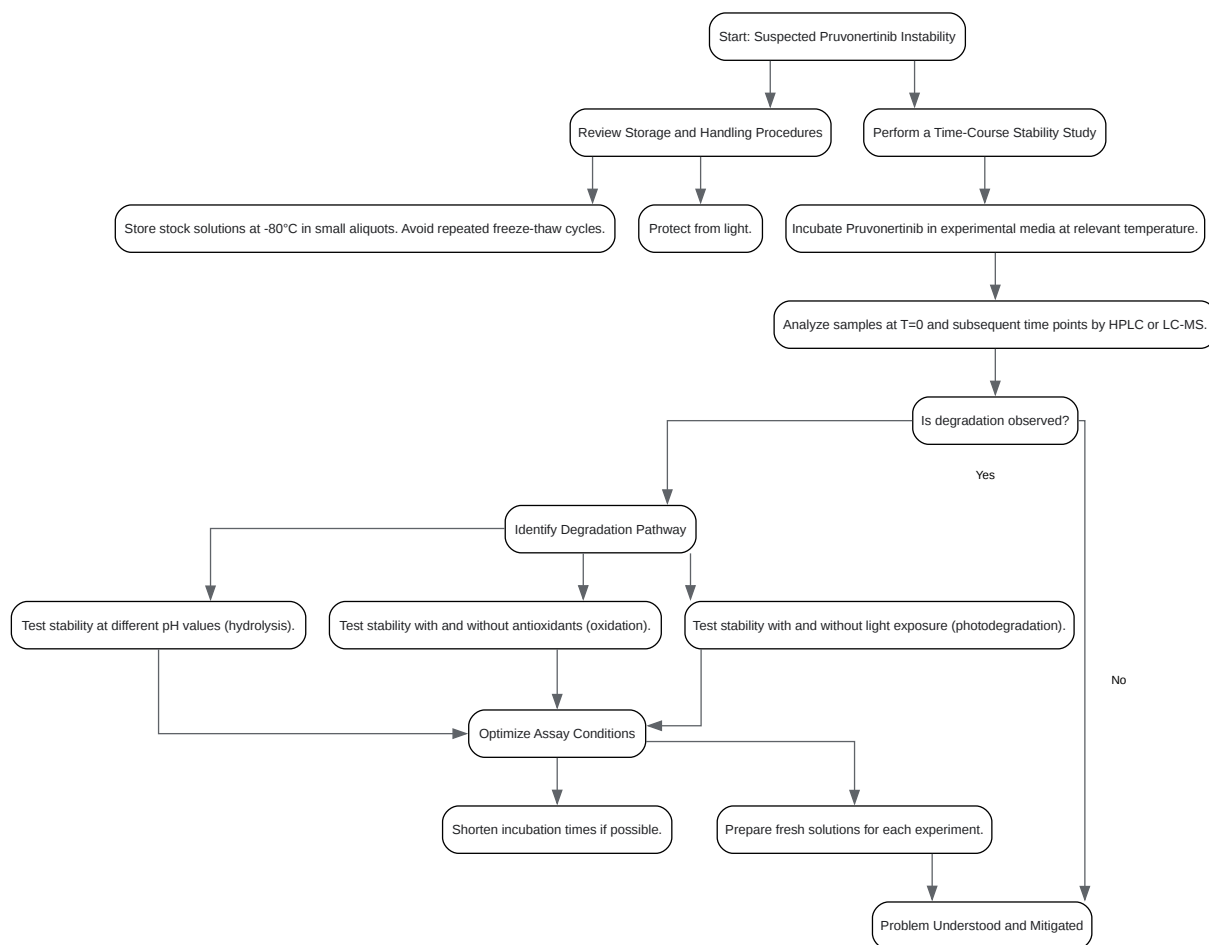 Start: Suspected Pruvonertinib Instability
Review Storage and Handling Procedures
Perform a Time-Course Stability Study
Store stock solutions at -80°C in small aliquots. Avoid repeated freeze-thaw cycles.
Protect from light.
Incubate Pruvonertinib in experimental media at relevant temperature.
Analyze samples at T=0 and subsequent time points by HPLC or LC-MS.
Is degradation observed?
Yes
Identify Degradation Pathway
Test stability at different pH values (hydrolysis).
Test stability with and without antioxidants (oxidation).
Test stability with and without light exposure (photodegradation).
No
Optimize Assay Conditions
Shorten incubation times if possible.
Prepare fresh solutions for each experiment.
Problem Understood and Mitigated